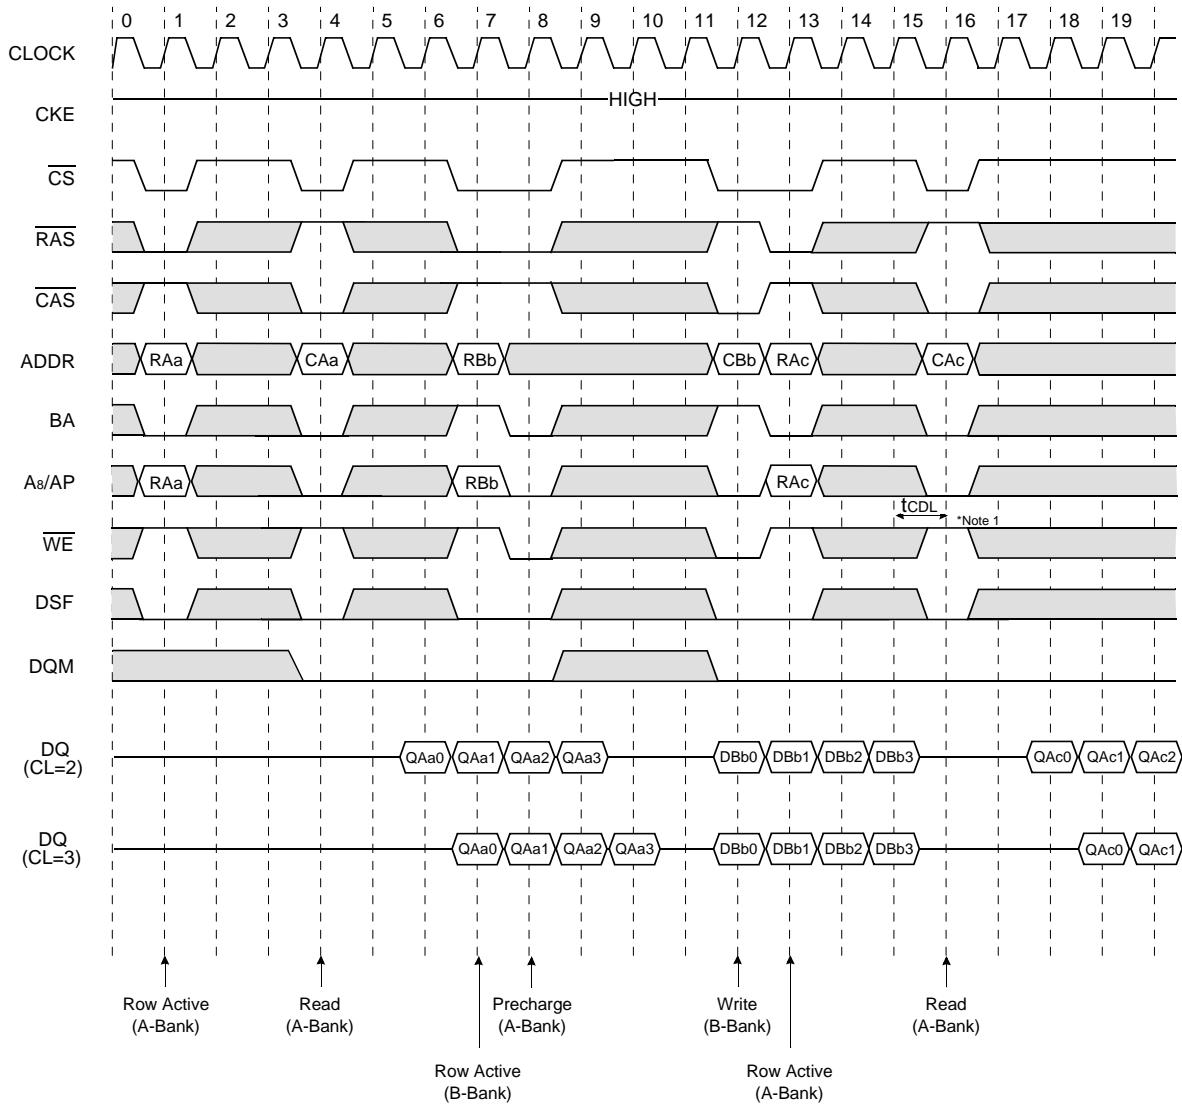 0 1 2 3 4 5 6 7 8 9 10 11 12 13 14 15 16 17 18 19
CLOCK
HIGH
CKE
CS
RAS
CAS
ADDR RAa CAa RBb CBb RAc CAc
BA
A8/AP RAa RBb RAc
tCDL *Note 1
WE
DSF
DQM
DQ
(CL=2)
QAa0 QAa1 QAa2 QAa3 DBb0 DBb1 DBb2 DBb3 QAc0 QAc1 QAc2
DQ
(CL=3)
QAa0 QAa1 QAa2 QAa3 DBb0 DBb1 DBb2 DBb3 QAc0 QAc1
Row Active
(A-Bank)
Read
(A-Bank)
Precharge
(A-Bank)
Write
(B-Bank)
Read
(A-Bank)
Row Active
(B-Bank)
Row Active
(A-Bank)